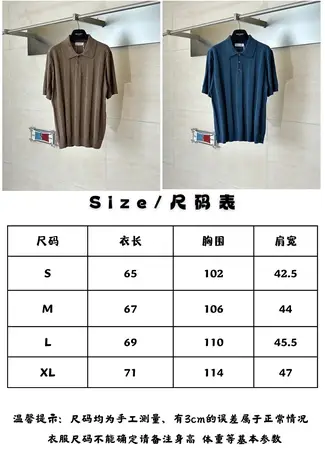 Size/尺码表
尺码 衣长 胸围 肩宽
S 65 102 42.5
M 67 106 44
L 69 110 45.5
XL 71 114 47
温馨提示：尺码均为手工测量、有3cm的误差属于正常情况
衣服尺码不能确定请备注身高 体重等基本参数